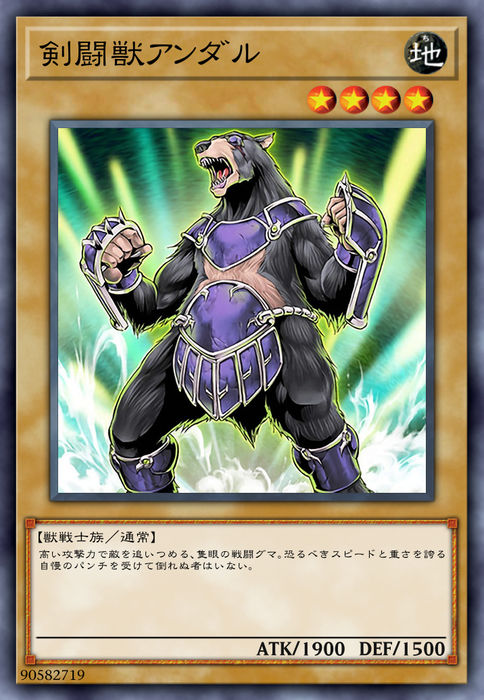 剣闘獣アンダル
ち
地
【獣戦士族／通常】
高い攻撃力で敵を追いつめる、隻眼の戦闘グマ。恐るべきスピードと重さを誇る
自慢のパンチを受けて倒れぬ者はいない。
ATK/1900 DEF/1500
90582719